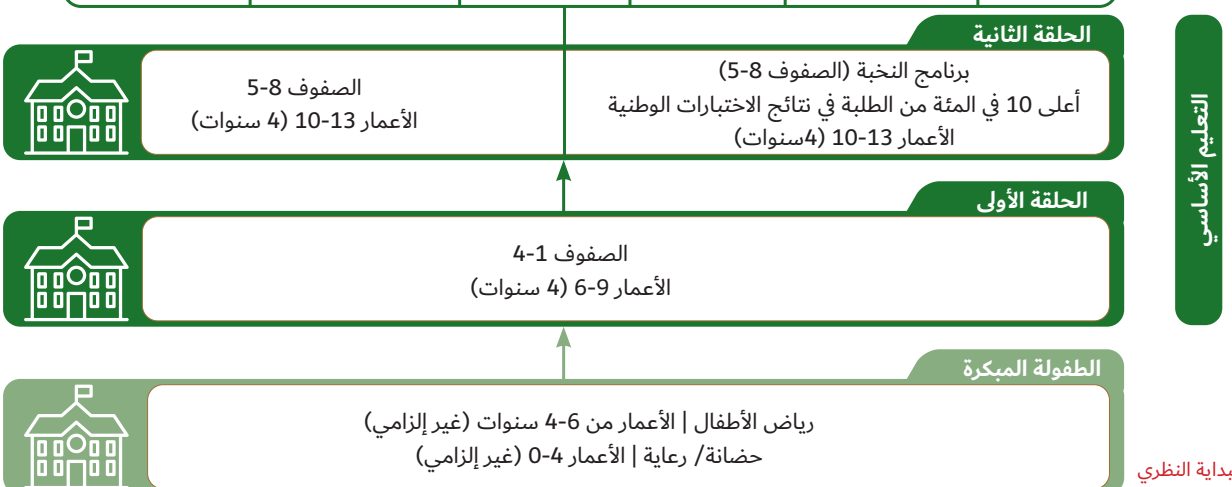 الحلقة الثانية
برنامج النخبة (الصفوف 8-5)
أعلى 10 في المئة من الطلبة في نتائج الاختبارات الوطنية
الأعمار 13-10 (4سنوات)
الصفوف 8-5
الأعمار 13-10 (4 سنوات)
التعليم الأساسي
الحلقة الأولى
الصفوف 1-4
الأعمار 9-6 (4 سنوات)
الطفولة المبكرة
رياض الأطفال | الأعمار من 6-4 سنوات (غير إلزامي)
حضانة/ رعاية | الأعمار 4-0 (غير إلزامي)
بداية النظري